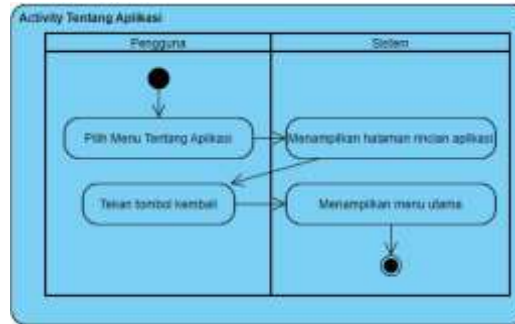 Activity Tentang Aplikasi
Pengguna
Sistem
Pilih Menu Tentang Aplikasi
Menampilkan halaman rincian aplikasi
Tekan tombol kembali
Menampilkan menu utama